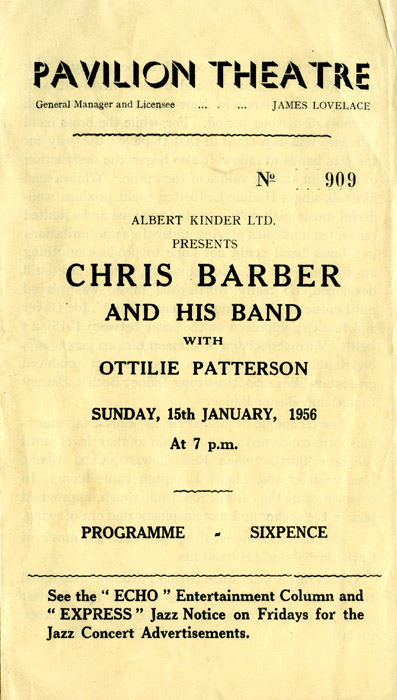 PAVILION THEATRE
General Manager and Licensee ... . ... JAMES LOVELACE
Nº 909
ALBERT KINDER LTD.
PRESENTS
CHRIS BARBER
AND HIS BAND
WITH
OTTILIE PATTERSON
SUNDAY, 15th JANUARY, 1956
At 7 p.m.
PROGRAMME - SIXPENCE
See the " ECHO " Entertainment Column and
" EXPRESS " Jazz Notice on Fridays for the
Jazz Concert Advertisements.